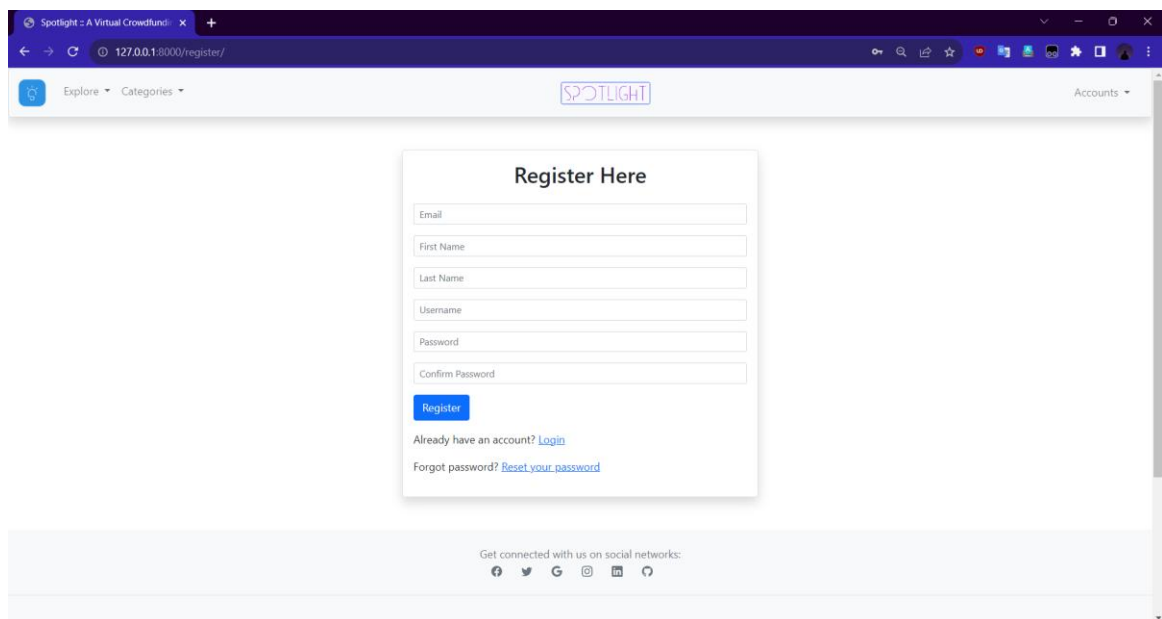 Spotlight :: A Virtual Crowdfundi
127.0.0.1:8000/register/
Explore Categories SPOTLIGHT Accounts
Register Here
Email
First Name
Last Name
Username
Password
Confirm Password
Register
Already have an account? Login
Forgot password? Reset your password
Get connected with us on social networks: